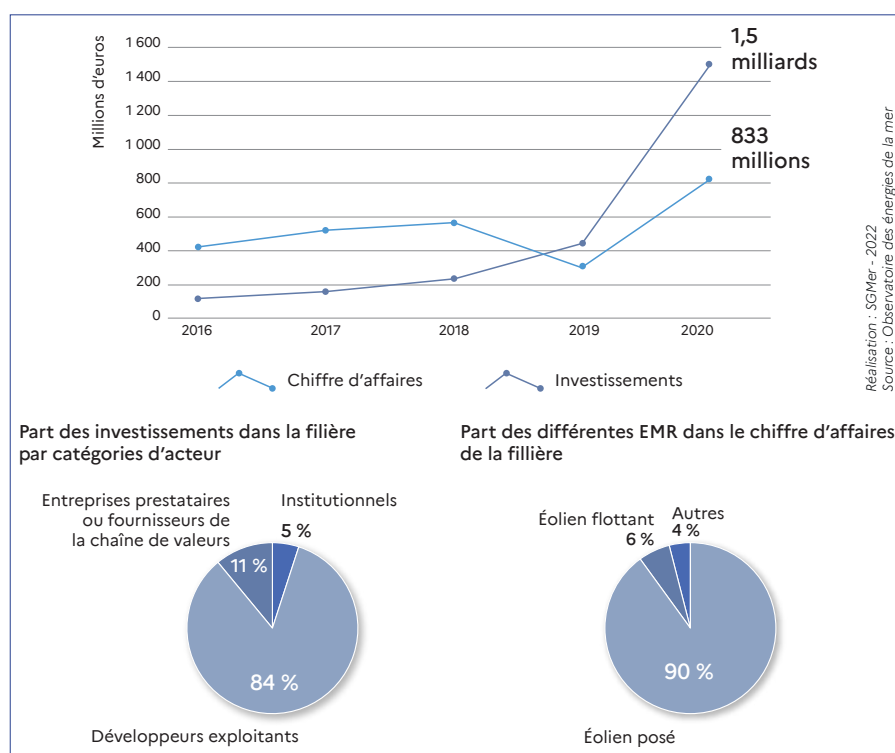 Millions d'euros
1 600
1 400
1 200
1 000
800
600
400
200
0
2016
2017
2018
2019
2020
1,5
milliards
833
millions
Réalisation : SGMer - 2022
Source : Observatoire des énergies de la mer
Chiffre d'affaires
Investissements
Part des investissements dans la filière
par catégories d'acteur
Entreprises prestataires
ou fournisseurs de
la chaîne de valeurs
11 %
Institutionnels
5 %
84 %
Développeurs exploitants
Part des différentes EMR dans le chiffre d'affaires
de la fillière
Éolien flottant
6 %
Autres
4 %
90 %
Éolien posé